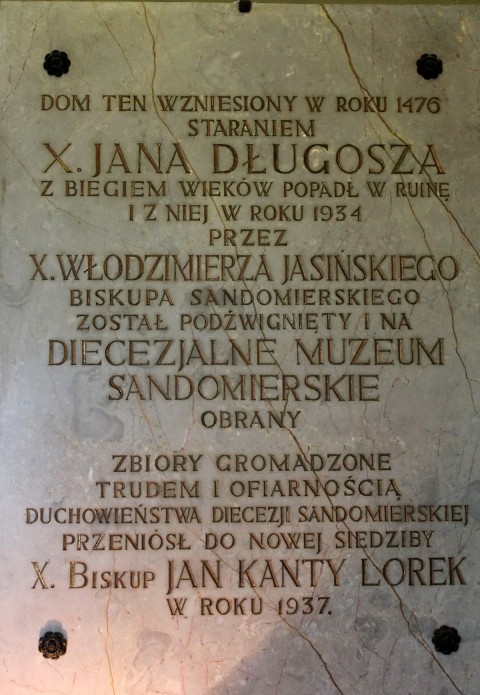 DOM TEN WZNIESIONY W ROKU 1476
STARANIEM
X. JANA DŁUGOSZA
Z BIEGIEM WIEKÓW POPADŁ W RUINĘ
I Z NIEJ W ROKU 1934
PRZEZ
X. WŁODZIMIERZA JASIŃSKIEGO
BISKUPA SANDOMIERSKIEGO
ZOSTAŁ PODŹWIGNIĘTY I NA
DIECEZJALNE MUZEUM
SANDOMIERSKIE
OBRANY
ZBIORY GROMADZONE
TRUDEM I OFIARNOŚCIĄ
DUCHOWIEŃSTWA DIECEZJI SANDOMIERSKIEJ
PRZENIÓSŁ DO NOWEJ SIEDZIBY
X. BISKUP JAN KANTY LOREK
W ROKU 1937.